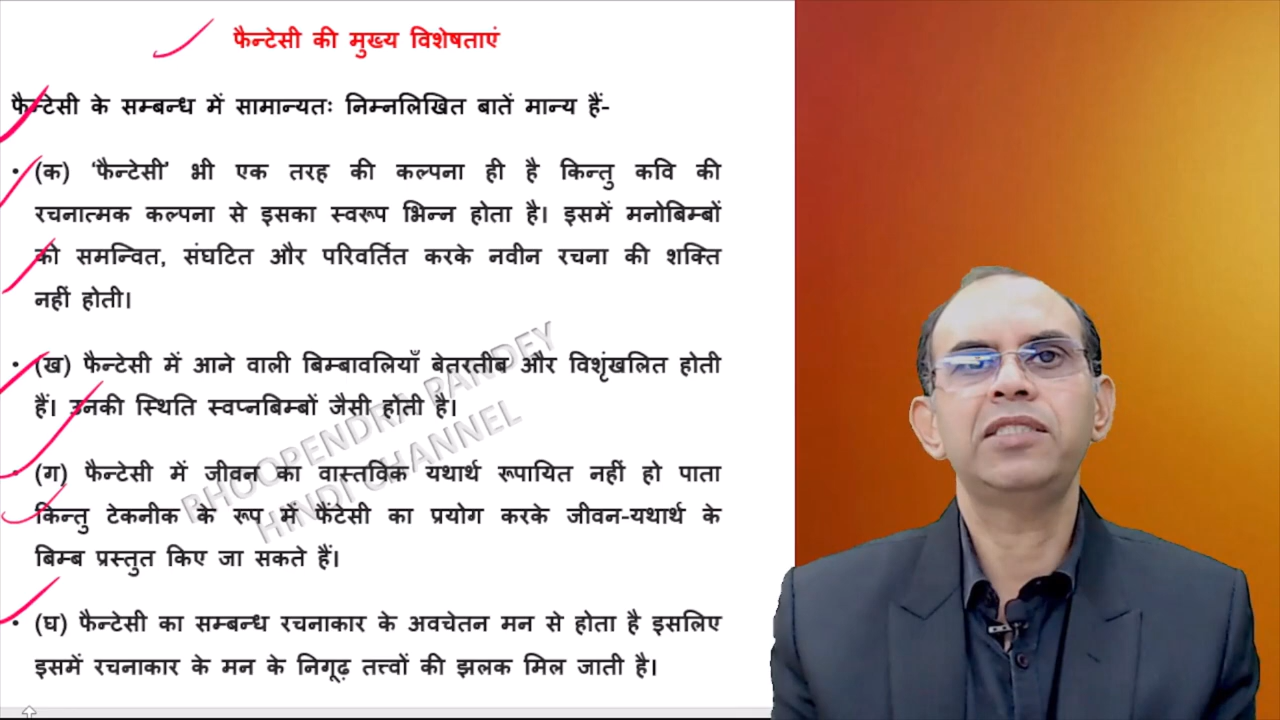 फैन्टेसी की मुख्य विशेषताएं
फैन्टेसी के सम्बन्ध में सामान्यतः निम्नलिखित बातें मान्य हैं-
• (क) ‘फैन्टेसी’ भी एक तरह की कल्पना ही है किन्तु कवि की
रचनात्मक कल्पना से इसका स्वरूप भिन्न होता है। इसमें मनोबिम्बों
को समन्वित, संघटित और परिवर्तित करके नवीन रचना की शक्ति
नहीं होती।
• (ख) फैन्टेसी में आने वाली बिम्बावलियाँ बेतरतीब और विशृंखलित होती
हैं। उनकी स्थिति स्वप्नबिम्बों जैसी होती है।
• (ग) फैन्टेसी में जीवन का वास्तविक यथार्थ रूपायित नहीं हो पाता
किन्तु टेकनीक के रूप में फैंटेसी का प्रयोग करके जीवन-यथार्थ के
बिम्ब प्रस्तुत किए जा सकते हैं।
• (घ) फैन्टेसी का सम्बन्ध रचनाकार के अवचेतन मन से होता है इसलिए
इसमें रचनाकार के मन के निगूढ़ तत्त्वों की झलक मिल जाती है।
BHOOPENDRA PANDEY
HINDI CHANNEL